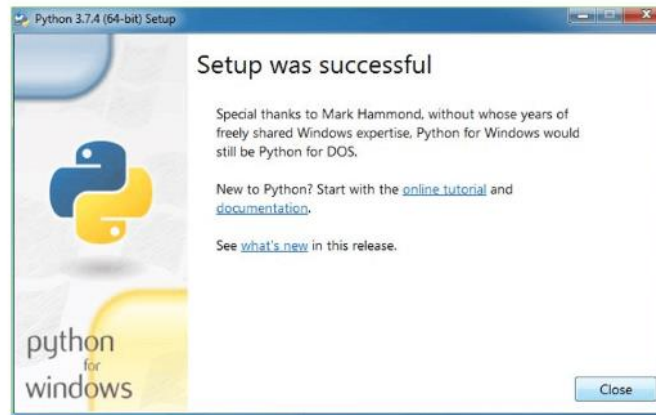 Python 3.7.4 (64-bit) Setup
Setup was successful
Special thanks to Mark Hammond, without whose years of
freely shared Windows expertise, Python for Windows would
still be Python for DOS.
New to Python? Start with the online tutorial and
documentation.
See what's new in this release.
python
for
windows
Close